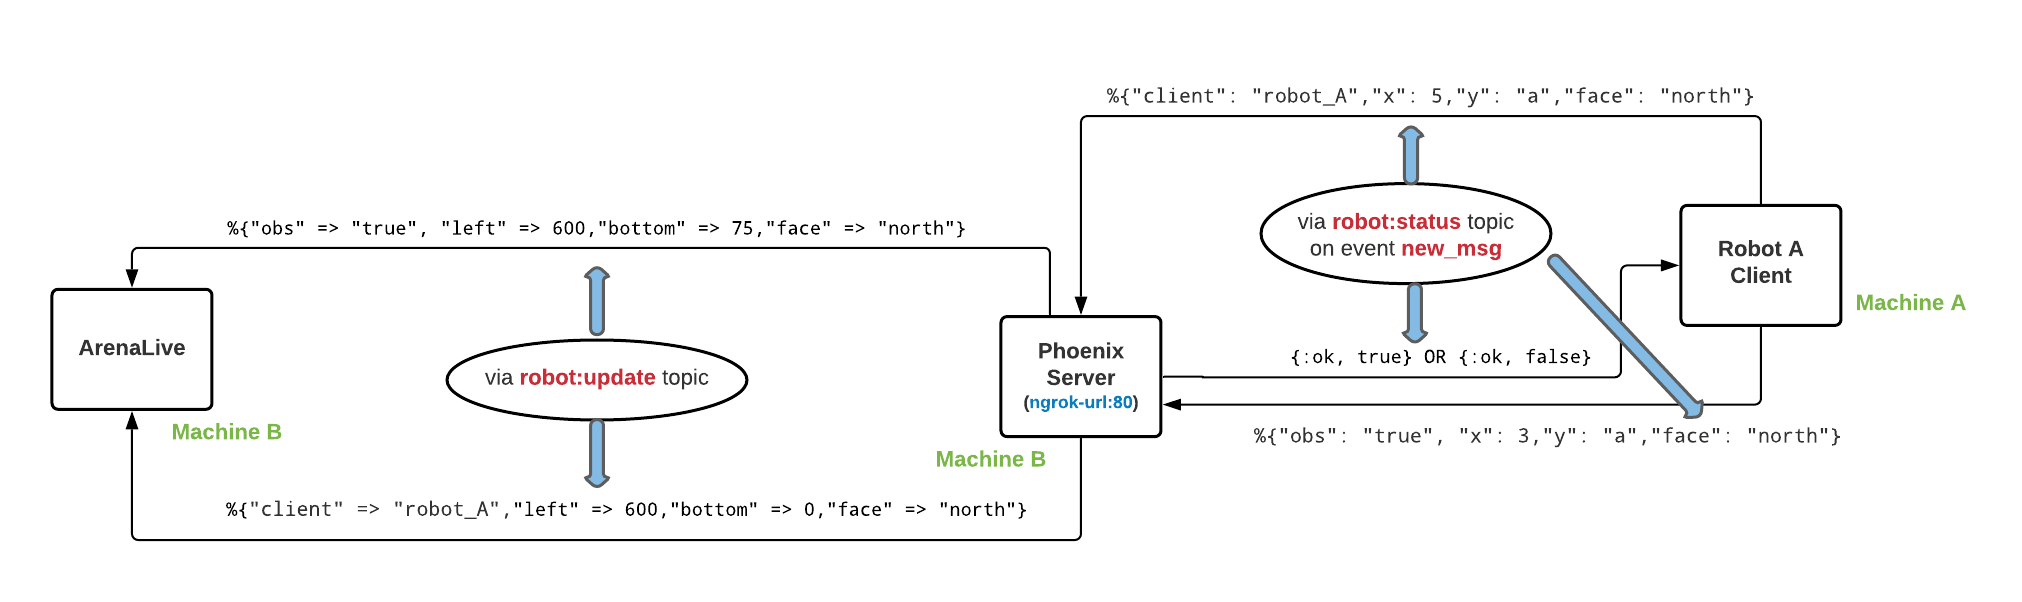 %{"client": "robot_A","x": 5,"y": "a","face": "north"}
%{"obs" => "true", "left" => 600,"bottom" => 75,"face" => "north"}
via robot:status topic
on event new_msg
Robot A
Client
Machine A
ArenaLive
Machine B
via robot:update topic
Phoenix
Server
(ngrok-url:80)
Machine B
{:ok, true} OR {:ok, false}
%{"obs": "true", "x": 3,"y": "a","face": "north"}
%{"client" => "robot_A","left" => 600,"bottom" => 0,"face" => "north"}